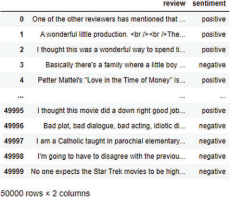 review sentiment
0 One of the other reviewers has mentioned that ... positive
1 A wonderful little production. <br /><br />The... positive
2 I thought this was a wonderful way to spend ti... positive
3 Basically there's a family where a little boy ... negative
4 Petter Mattei's "Love in the Time of Money" is... positive
... ... ...
49995 I thought this movie did a down right good job... positive
49996 Bad plot, bad dialogue, bad acting, idiotic di... negative
49997 I am a Catholic taught in parochial elementary... negative
49998 I'm going to have to disagree with the previou... negative
49999 No one expects the Star Trek movies to be high... negative
50000 rows × 2 columns